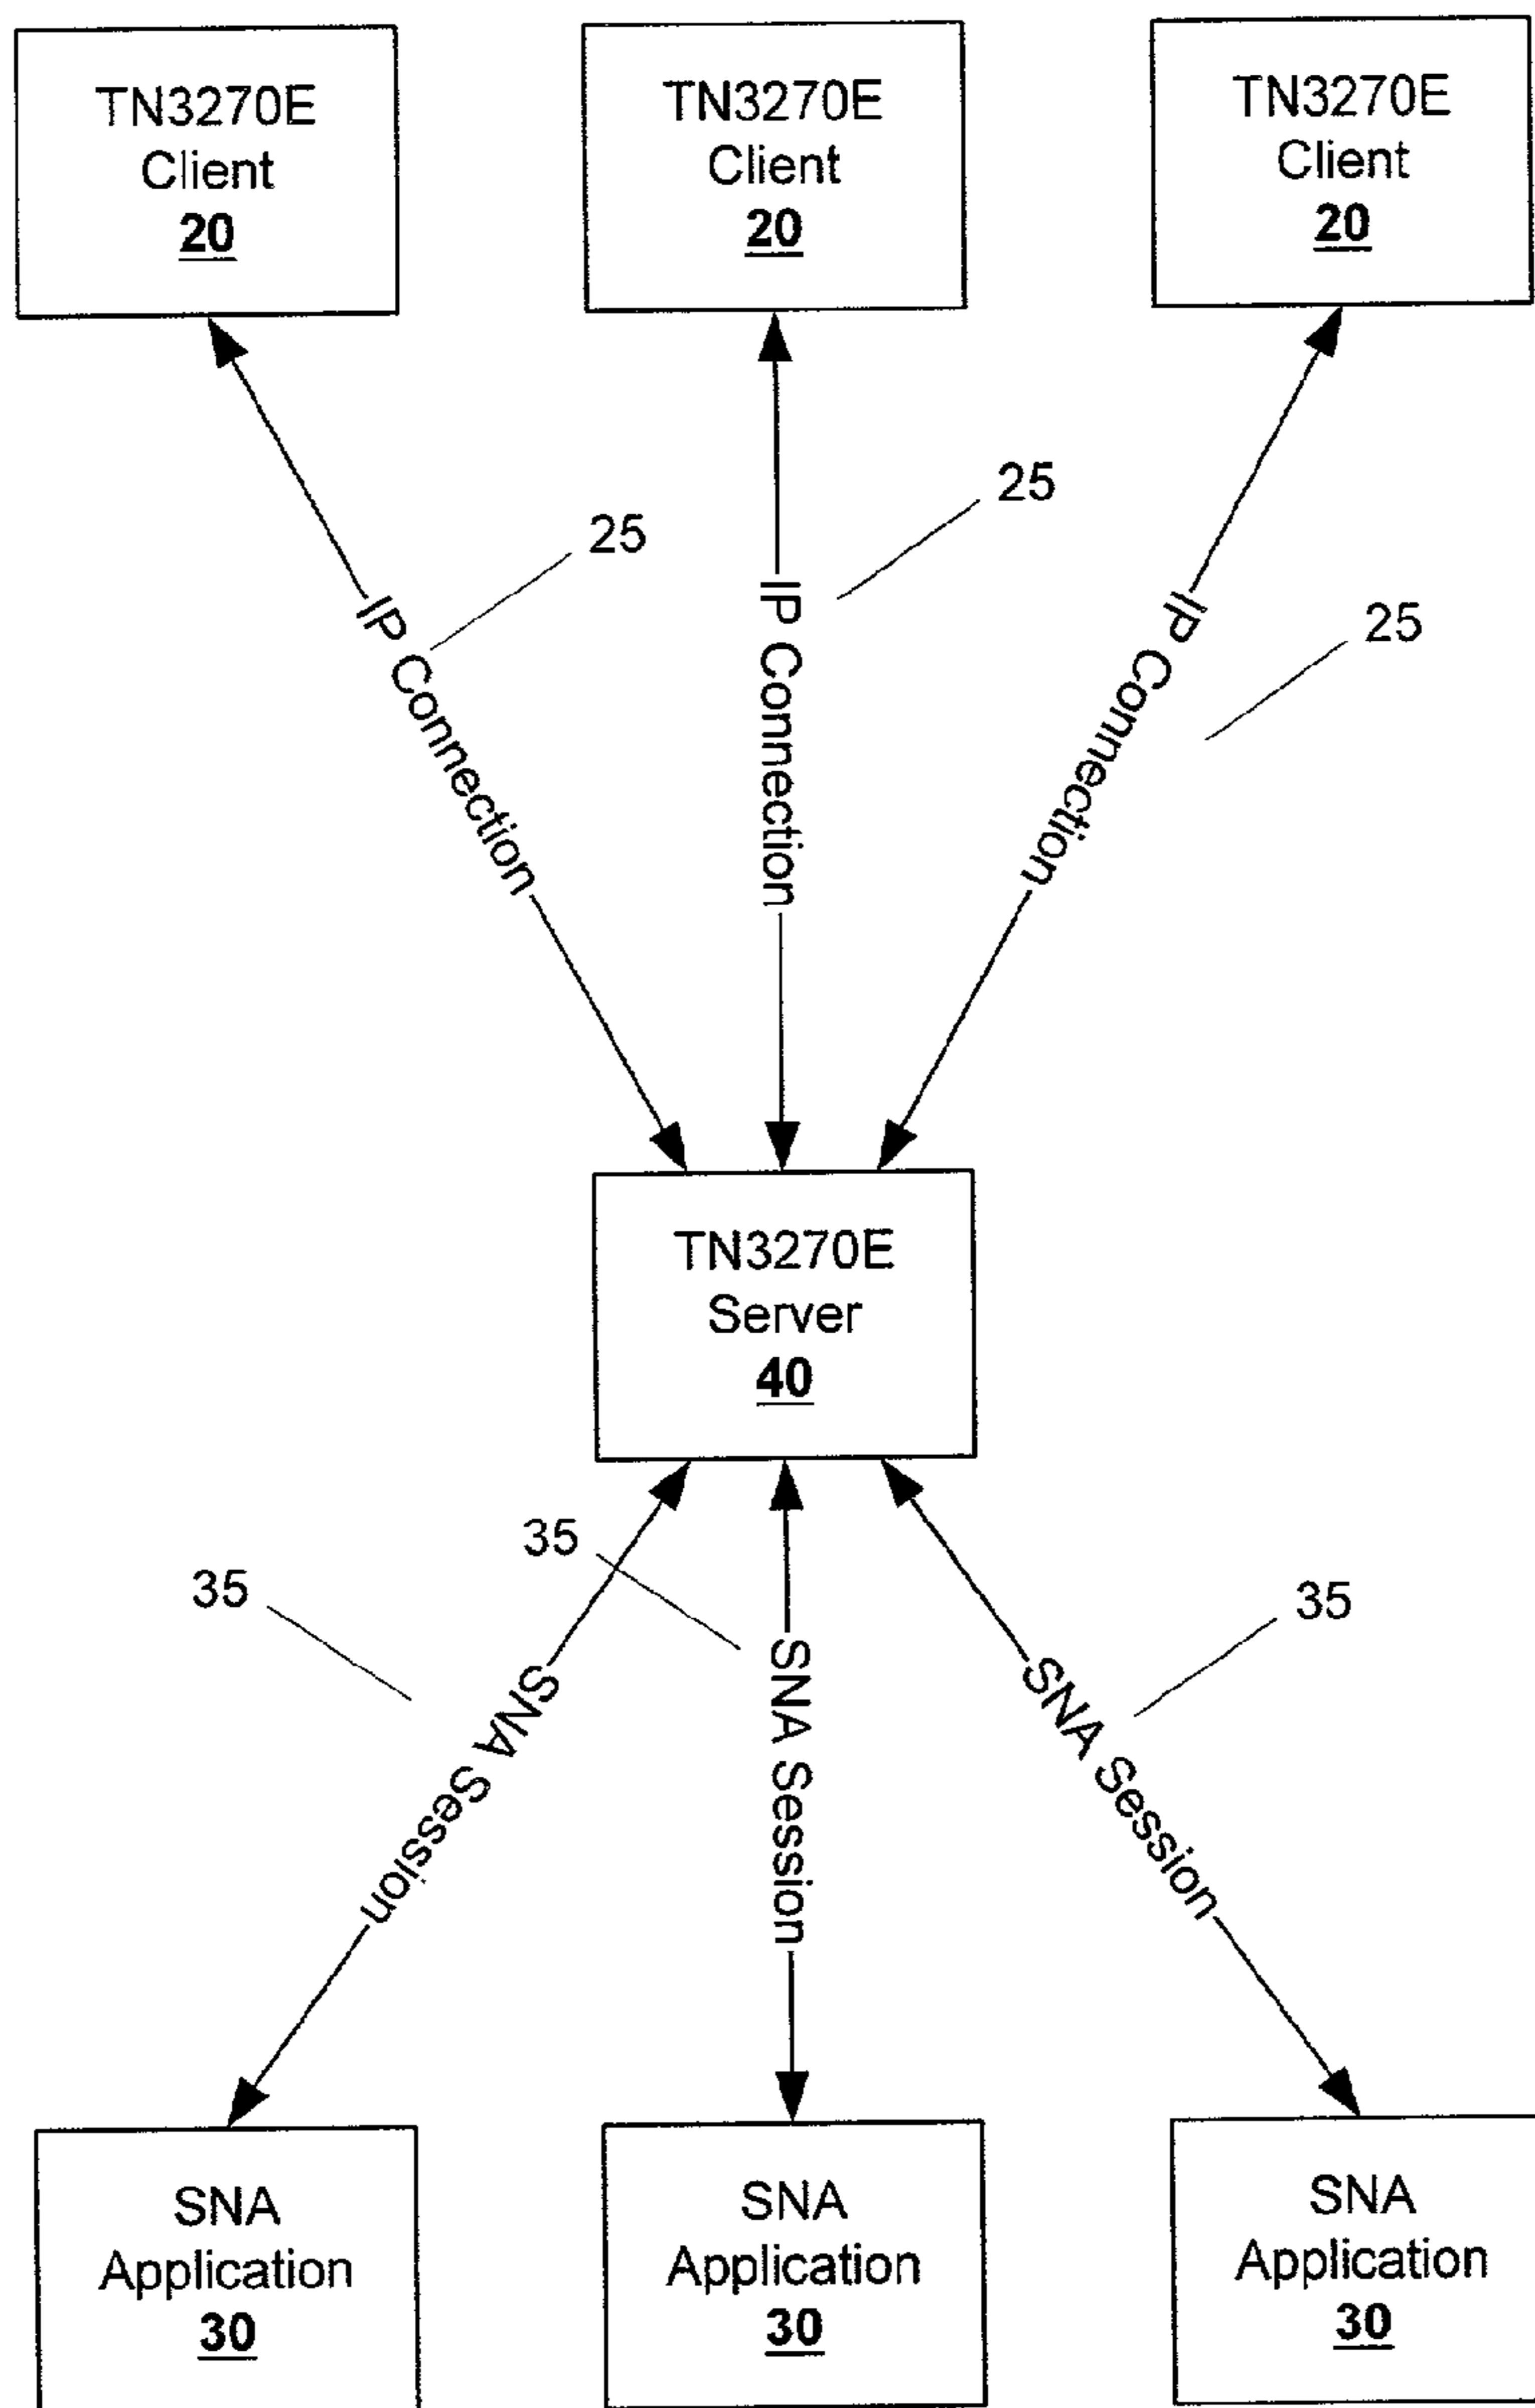 TN3270E
Client
20
TN3270E
Client
20
TN3270E
Client
20
25
25
25
IP Connection
IP Connection
IP Connection
TN3270E
Server
40
35
35
35
SNA Session
SNA Session
SNA Session
SNA
Application
30
SNA
Application
30
SNA
Application
30